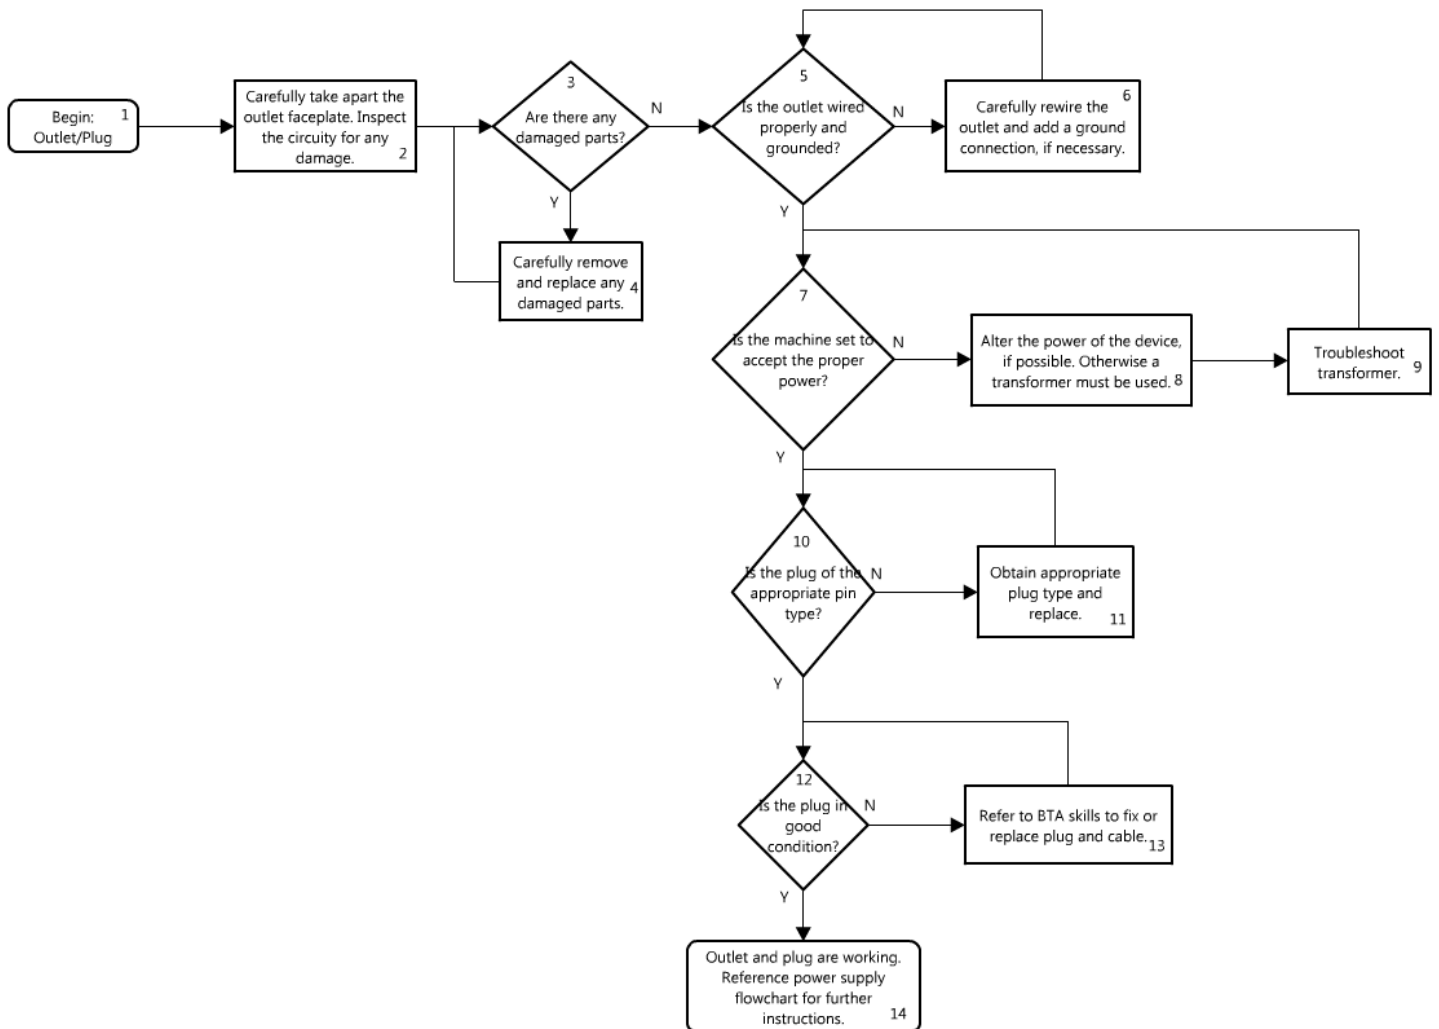 Begin:
Outlet/Plug
1
Carefully take apart the
outlet faceplate. Inspect
the circuity for any
damage.
2
3
Are there any
damaged parts?
N
Y
Carefully remove
and replace any
damaged parts.
4
5
Is the outlet wired
properly and
grounded?
N
Y
6
Carefully rewire the
outlet and add a ground
connection, if necessary.
7
Is the machine set to
accept the proper
power?
N
Y
Alter the power of the device,
if possible. Otherwise a
transformer must be used.
8
Troubleshoot
transformer.
9
10
Is the plug of the
appropriate pin
type?
N
Y
Obtain appropriate
plug type and
replace.
11
12
Is the plug in
good
condition?
N
Y
Refer to BTA skills to fix or
replace plug and cable.
13
Outlet and plug are working.
Reference power supply
flowchart for further
instructions.
14